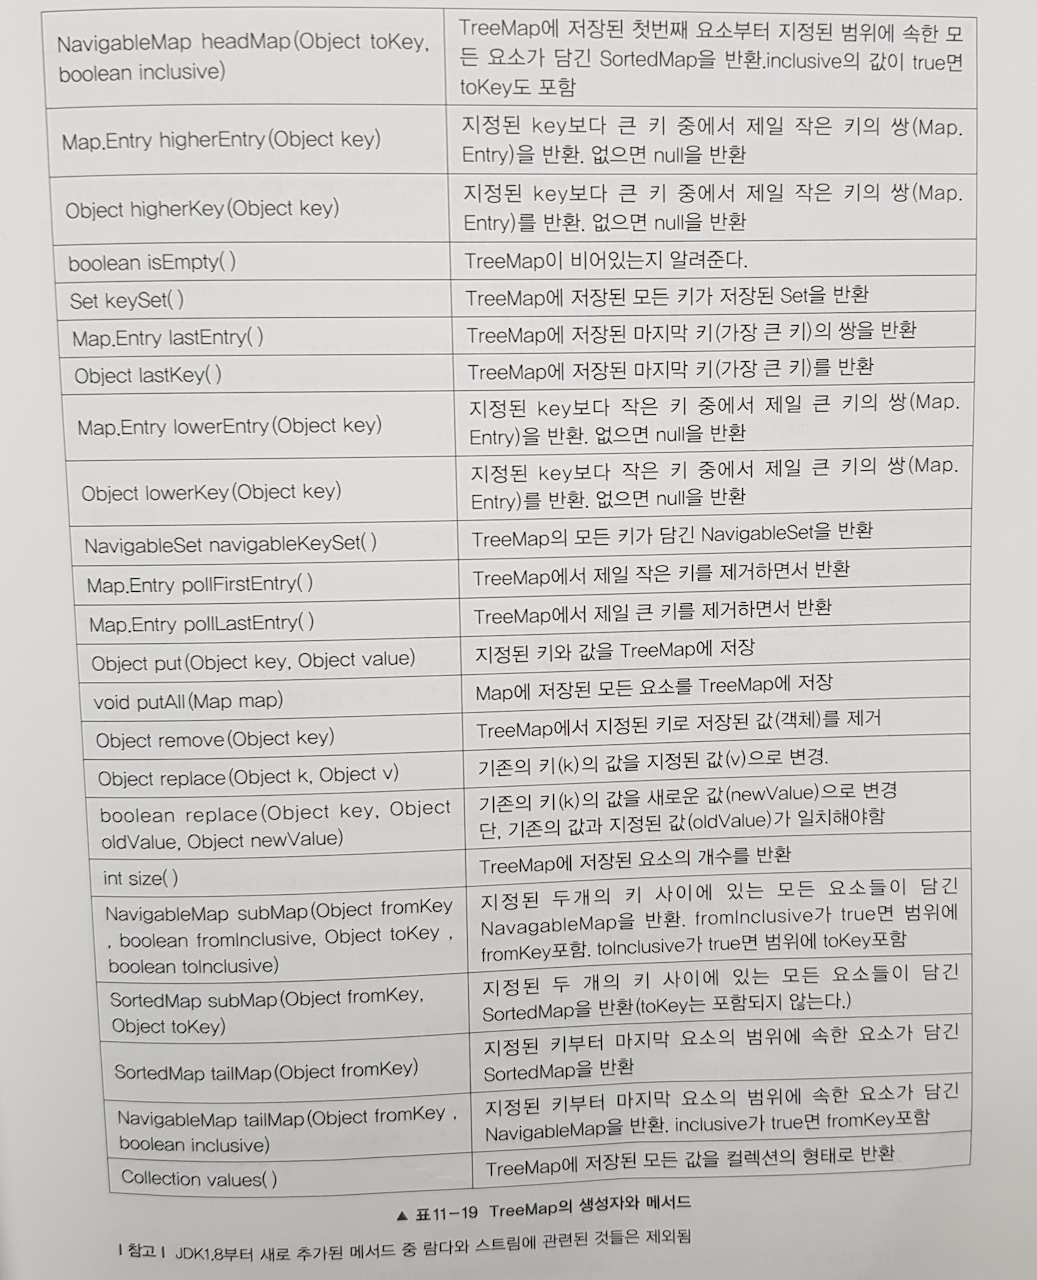 NavigableMap headMap(Object toKey,
boolean inclusive)
TreeMap에 저장된 첫번째 요소부터 지정된 범위에 속한 모
든 요소가 담긴 SortedMap을 반환.inclusive의 값이 true면
toKey도 포함
Map.Entry higherEntry(Object key)
지정된 key보다 큰 키 중에서 제일 작은 키의 쌍(Map.
Entry)을 반환. 없으면 null을 반환
Object higherKey(Object key)
지정된 key보다 큰 키 중에서 제일 작은 키의 쌍(Map.
Entry)를 반환. 없으면 null을 반환
boolean isEmpty( )
TreeMap이 비어있는지 알려준다.
Set keySet( )
TreeMap에 저장된 모든 키가 저장된 Set을 반환
Map.Entry lastEntry( )
TreeMap에 저장된 마지막 키(가장 큰 키)의 쌍을 반환
Object lastKey( )
TreeMap에 저장된 마지막 키(가장 큰 키)를 반환
Map.Entry lowerEntry(Object key)
지정된 key보다 작은 키 중에서 제일 큰 키의 쌍(Map.
Entry)을 반환. 없으면 null을 반환
Object lowerKey(Object key)
지정된 key보다 작은 키 중에서 제일 큰 키의 쌍(Map.
Entry)를 반환. 없으면 null을 반환
NavigableSet navigableKeySet( )
TreeMap의 모든 키가 담긴 NavigableSet을 반환
Map.Entry pollFirstEntry( )
TreeMap에서 제일 작은 키를 제거하면서 반환
Map.Entry pollLastEntry( )
TreeMap에서 제일 큰 키를 제거하면서 반환
Object put(Object key, Object value)
지정된 키와 값을 TreeMap에 저장
void putAll(Map map)
Map에 저장된 모든 요소를 TreeMap에 저장
Object remove(Object key)
TreeMap에서 지정된 키로 저장된 값(객체)를 제거
Object replace(Object k, Object v)
기존의 키(k)의 값을 지정된 값(v)으로 변경.
boolean replace(Object key, Object
oldValue, Object newValue)
기존의 키(k)의 값을 새로운 값(newValue)으로 변경
단, 기존의 값과 지정된 값(oldValue)가 일치해야함
int size( )
TreeMap에 저장된 요소의 개수를 반환
NavigableMap subMap(Object fromKey
, boolean fromInclusive, Object toKey ,
boolean toInclusive)
지정된 두개의 키 사이에 있는 모든 요소들이 담긴
NavagableMap을 반환. fromInclusive가 true면 범위에
fromKey포함. toInclusive가 true면 범위에 toKey포함
SortedMap subMap(Object fromKey,
Object toKey)
지정된 두 개의 키 사이에 있는 모든 요소들이 담긴
SortedMap을 반환(toKey는 포함되지 않는다.)
SortedMap tailMap(Object fromKey)
지정된 키부터 마지막 요소의 범위에 속한 요소가 담긴
SortedMap을 반환
NavigableMap tailMap(Object fromKey ,
boolean inclusive)
지정된 키부터 마지막 요소의 범위에 속한 요소가 담긴
NavigableMap을 반환. inclusive가 true면 fromKey포함
Collection values( )
TreeMap에 저장된 모든 값을 컬렉션의 형태로 반환
▲ 표11-19 TreeMap의 생성자와 메서드
| 참고 | JDK1.8부터 새로 추가된 메서드 중 람다와 스트림에 관련된 것들은 제외됨